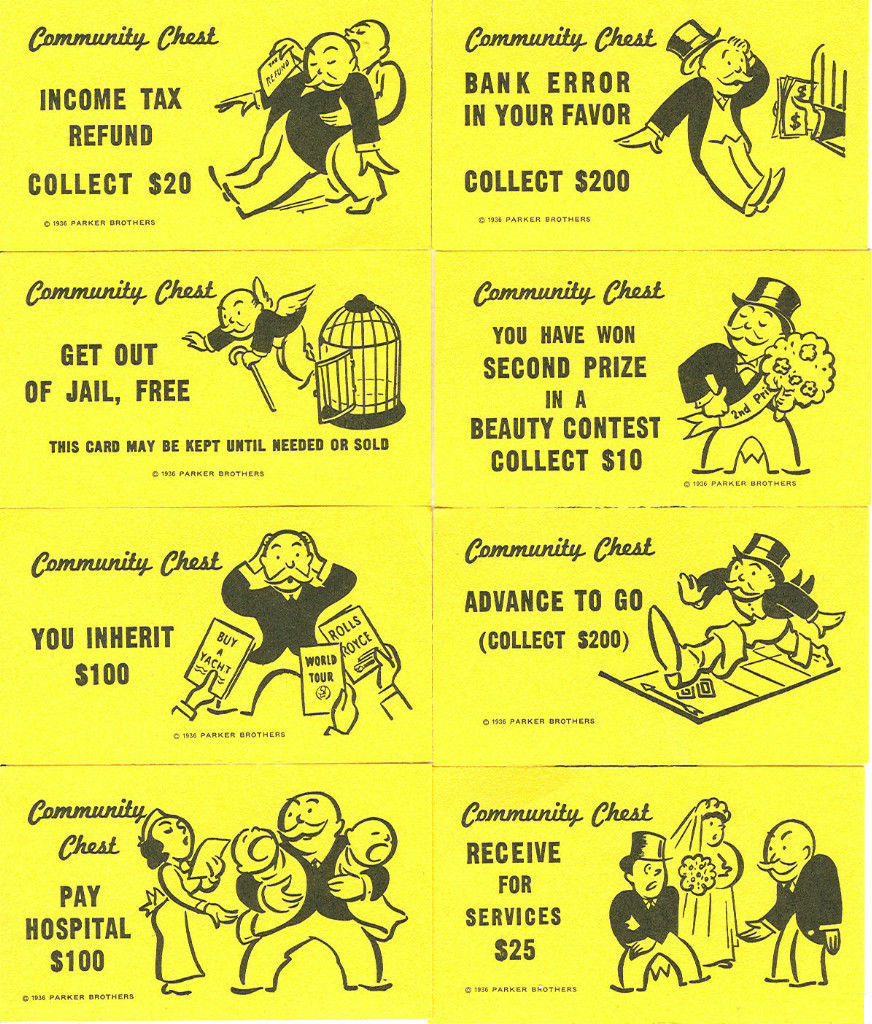 Community Chest
INCOME TAX
REFUND
COLLECT $20
TAX
REFUND
© 1936 PARKER BROTHERS
Community Chest
BANK ERROR
IN YOUR FAVOR
COLLECT $200
$
$
© 1936 PARKER BROTHERS
Community Chest
GET OUT
OF JAIL, FREE
THIS CARD MAY BE KEPT UNTIL NEEDED OR SOLD
© 1936 PARKER BROTHERS
Community Chest
YOU HAVE WON
SECOND PRIZE
IN A
BEAUTY CONTEST
COLLECT $10
2nd Pri
© 1936 PARKER BROTHERS
Community Chest
YOU INHERIT
$100
BUY
A
YACHT
WORLD
TOUR
ROLLS
ROYCE
© 1936 PARKER BROTHERS
Community Chest
ADVANCE TO GO
(COLLECT $200)
GO
© 1936 PARKER BROTHERS
Community
Chest
PAY
HOSPITAL
$100
© 1936 PARKER BROTHERS
Community Chest
RECEIVE
FOR
SERVICES
$25
© 1936 PARKER BROTHERS